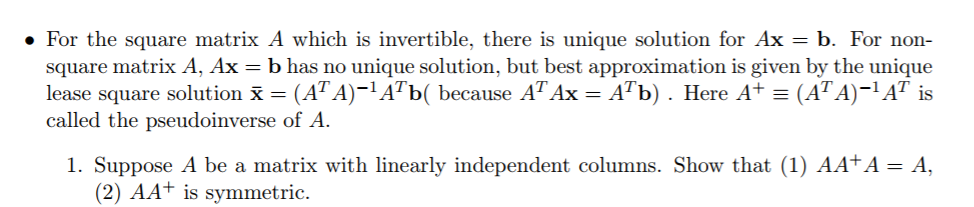 • For the square matrix A which is invertible, there is unique solution for Ax = b. For non-
square matrix A, Ax = b has no unique solution, but best approximation is given by the unique
lease square solution x̄ = (AᵀA)⁻¹Aᵀb( because AᵀAx = Aᵀb) . Here A⁺ ≡ (AᵀA)⁻¹Aᵀ is
called the pseudoinverse of A.
1. Suppose A be a matrix with linearly independent columns. Show that (1) AA⁺A = A,
(2) AA⁺ is symmetric.